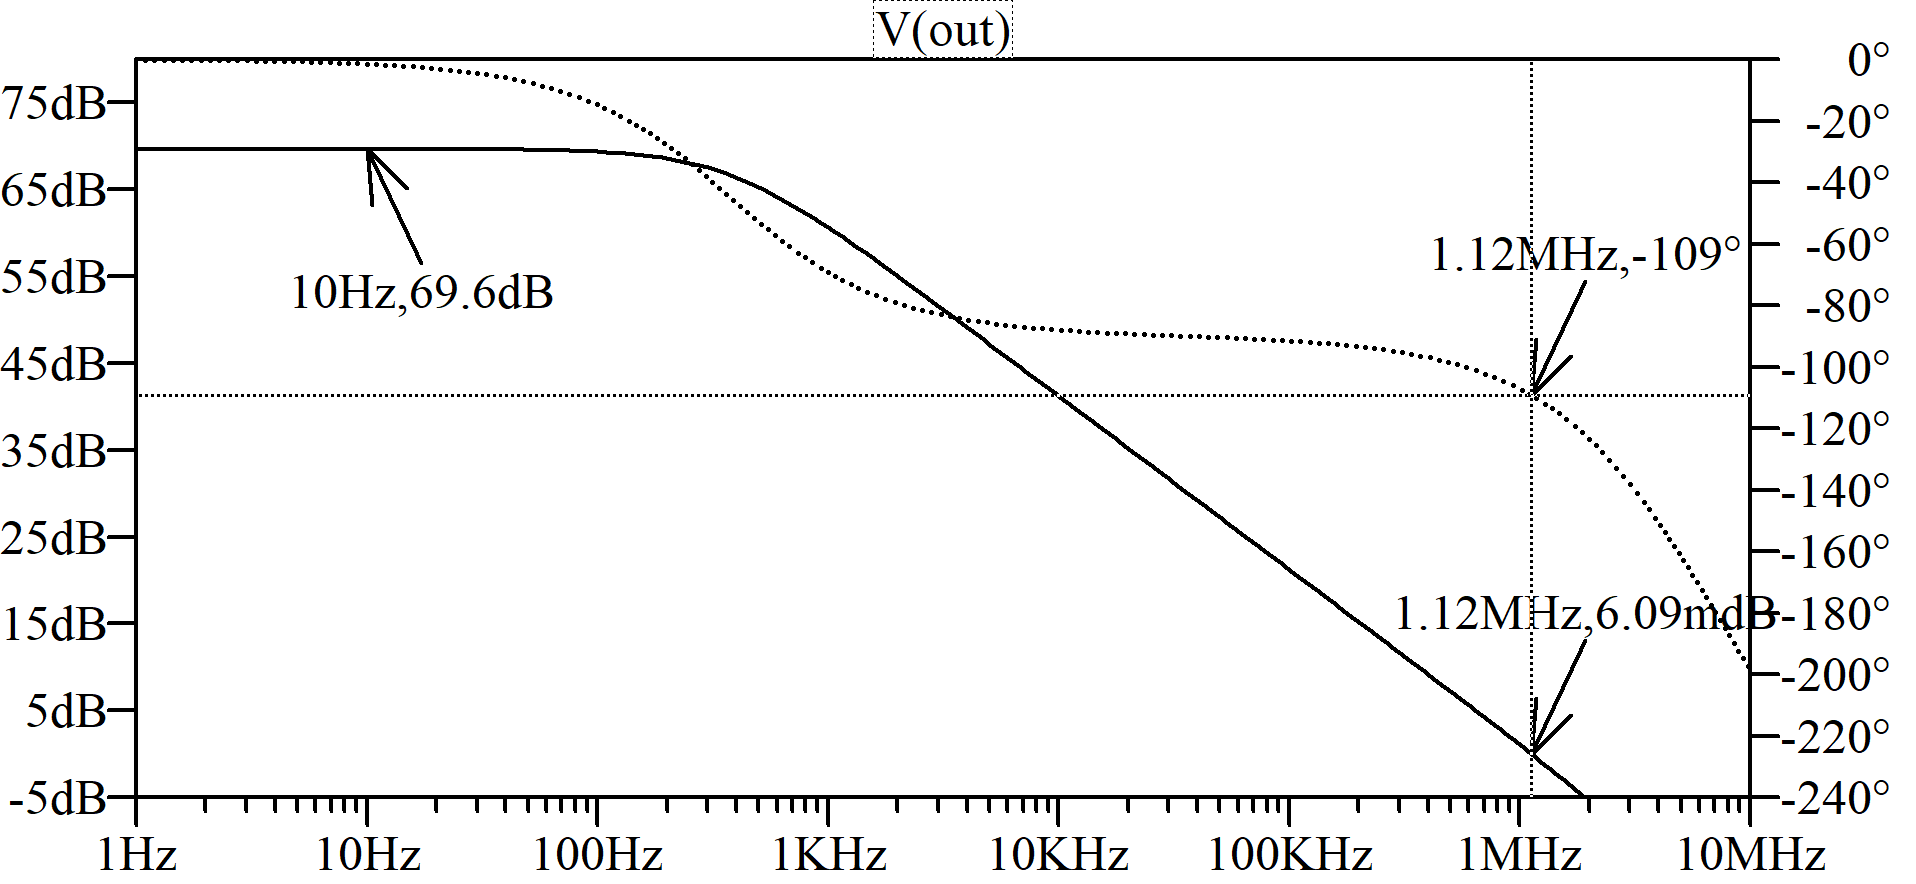 V(out)
75dB
65dB
55dB
45dB
35dB
25dB
15dB
5dB
-5dB
0°
-20°
-40°
-60°
-80°
-100°
-120°
-140°
-160°
-180°
-200°
-220°
-240°
10Hz,69.6dB
1.12MHz,-109°
1.12MHz,6.09mdB
1Hz
10Hz
100Hz
1KHz
10KHz
100KHz
1MHz
10MHz